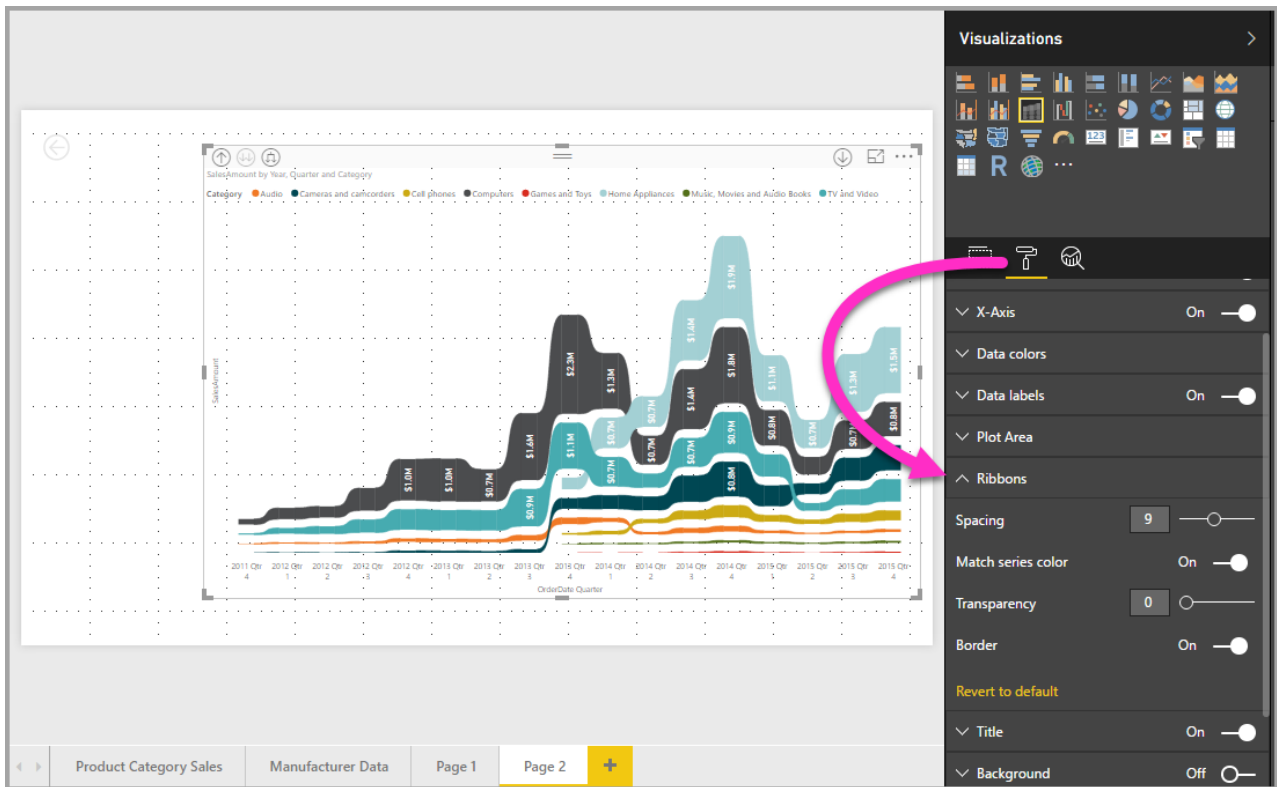 Visualizations
123
R
SalesAmount by Year, Quarter and Category
Category Audio Cameras and camcorders Cell phones Computers Games and Toys Home Appliances Music, Movies and Audio Books TV and Video
SalesAmount
$1.9M
$1.4M
$2.3M
$1.8M
$1.5M
$1.3M
$1.1M
$1.3M
$1.4M
$0.7M
$0.8M
$0.8M
$1.6M
$1.1M
$0.7M
$0.9M
$0.7M
$0.7M
$1.0M
$1.0M
$0.7M
$0.7M
$0.7M
$0.7M
$0.8M
$0.9M
2011 Qtr 4
2012 Qtr 1
2012 Qtr 2
2012 Qtr 3
2012 Qtr 4
2013 Qtr 1
2013 Qtr 2
2013 Qtr 3
2013 Qtr 4
2014 Qtr 1
2014 Qtr 2
2014 Qtr 3
2014 Qtr 4
2015 Qtr 1
2015 Qtr 2
2015 Qtr 3
2015 Qtr 4
OrderDate Quarter
X-Axis On
Data colors
Data labels On
Plot Area
Ribbons
Spacing 9
Match series color On
Transparency 0
Border On
Revert to default
Title On
Background Off
Product Category Sales
Manufacturer Data
Page 1
Page 2
+